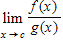 lim f(x)/g(x)
x→c